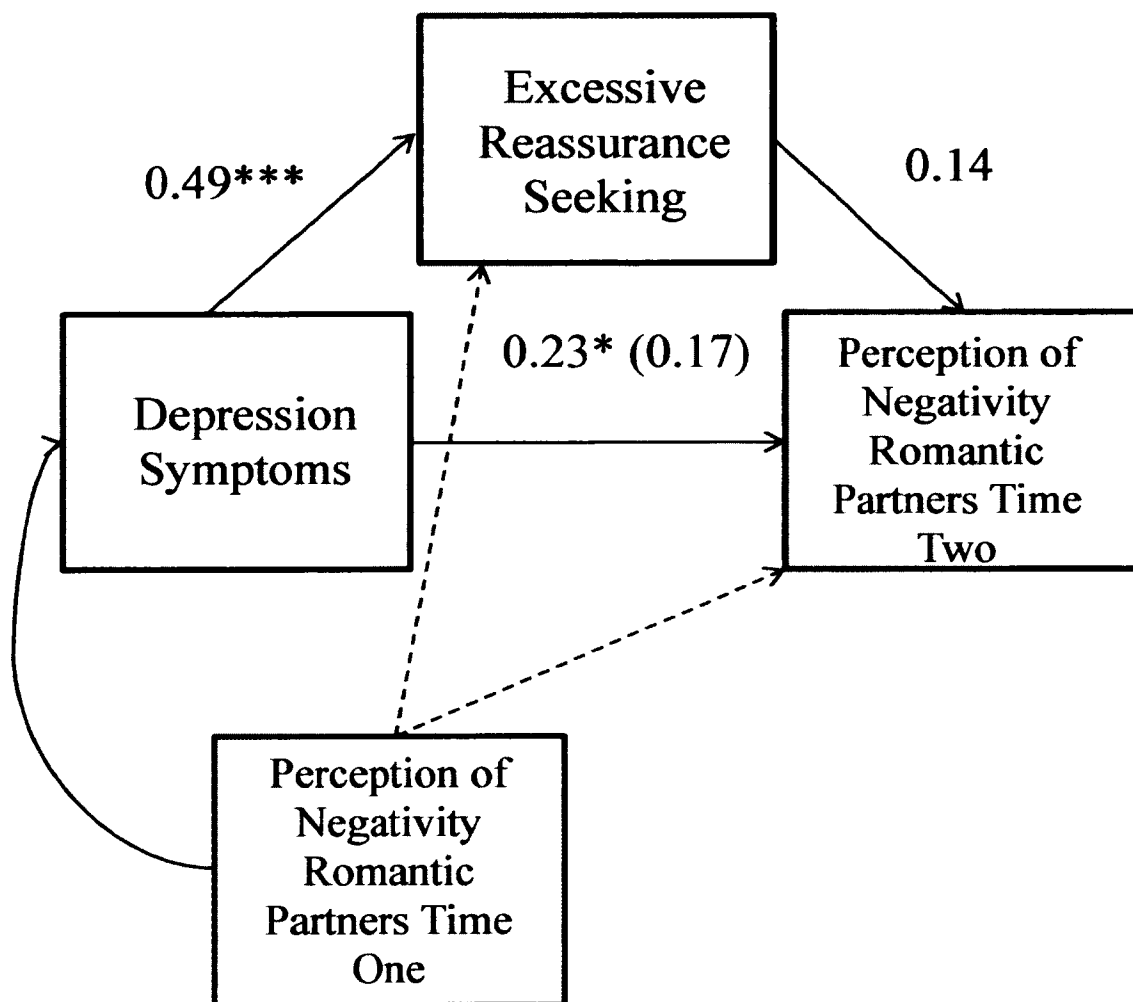 Excessive
Reassurance
Seeking
0.49***
0.14
Depression
Symptoms
0.23* (0.17)
Perception of
Negativity
Romantic
Partners Time
Two
Perception of
Negativity
Romantic
Partners Time
One